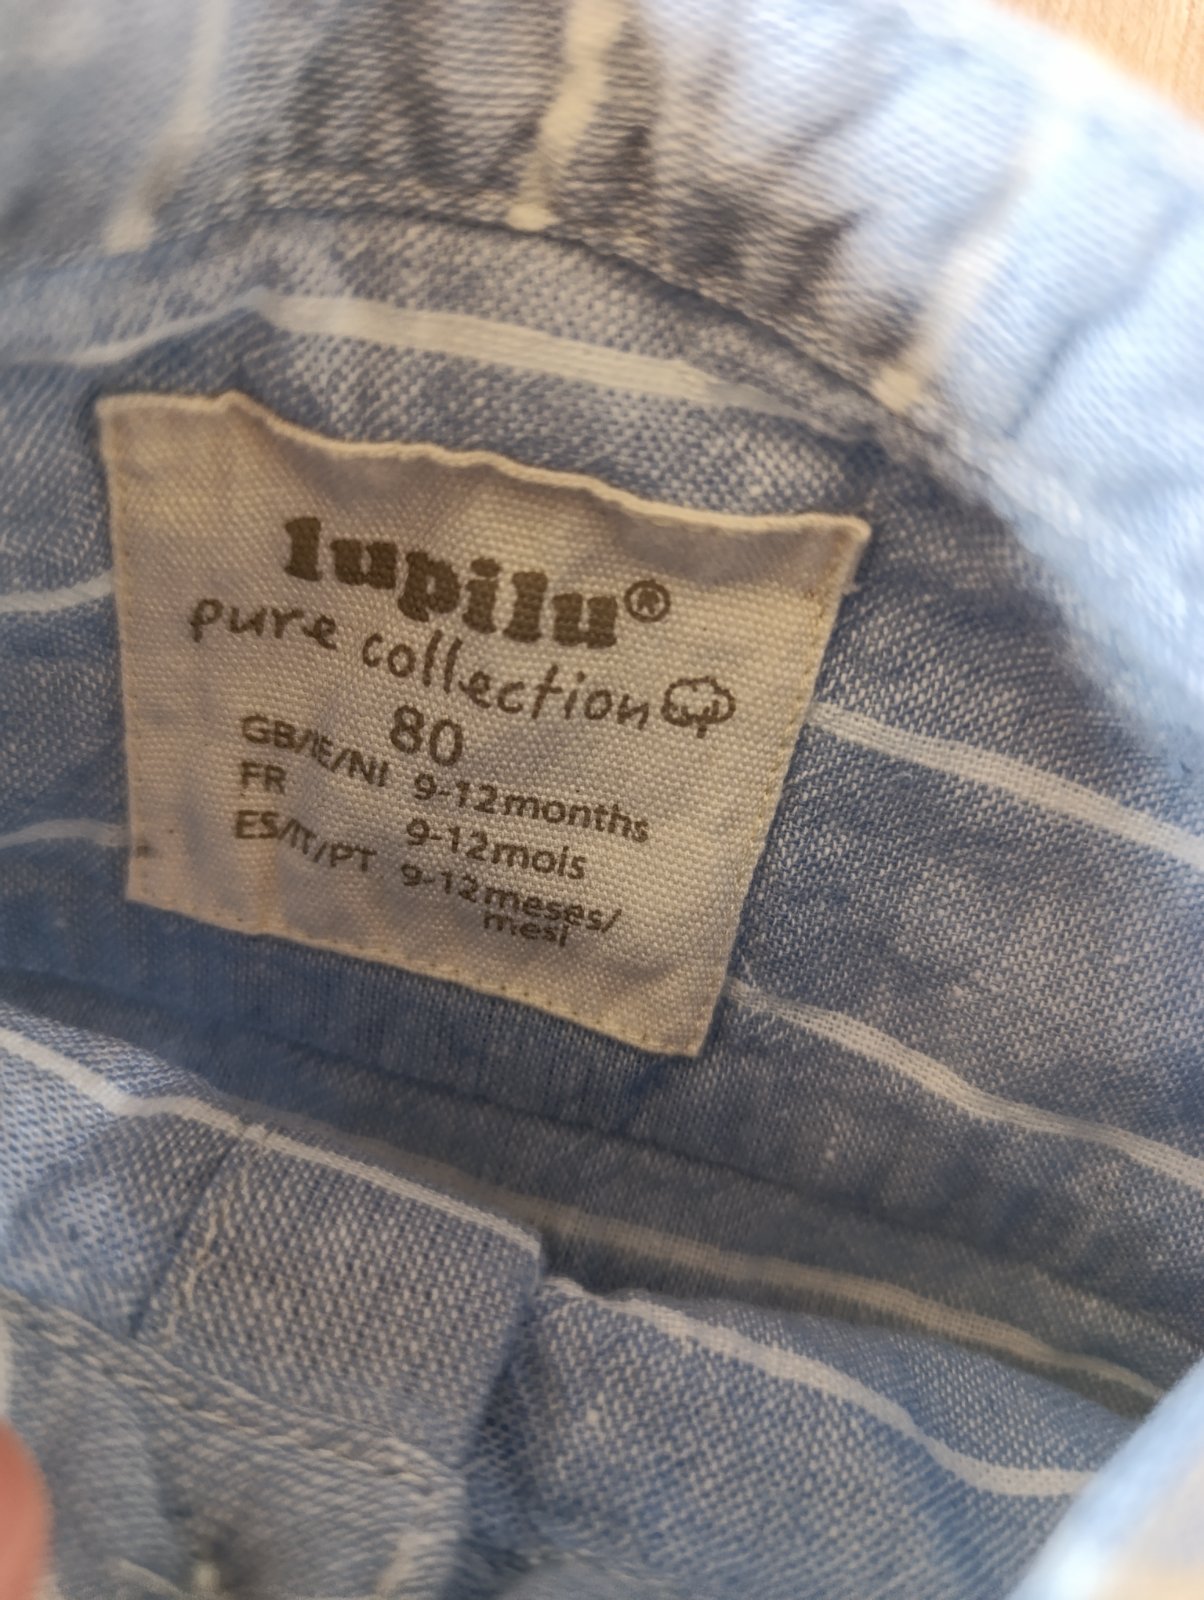 lupilu®
pure collection
80
GB/IE/NI 9-12months
FR 9-12mois
ES/IT/PT 9-12meses/
mesi